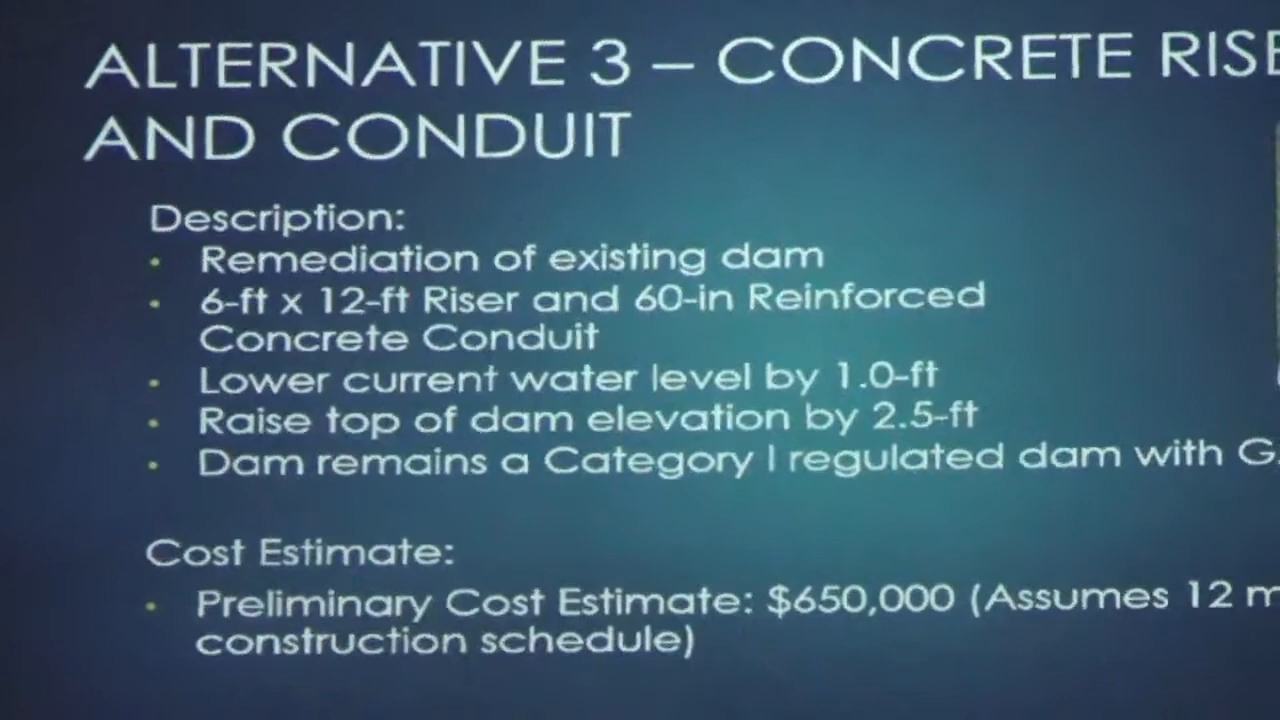 ALTERNATIVE 3 – CONCRETE RISE
AND CONDUIT
Description:
• Remediation of existing dam
• 6-ft x 12-ft Riser and 60-in Reinforced
Concrete Conduit
• Lower current water level by 1.0-ft
• Raise top of dam elevation by 2.5-ft
• Dam remains a Category I regulated dam with G
Cost Estimate:
• Preliminary Cost Estimate: $650,000 (Assumes 12 m
construction schedule)